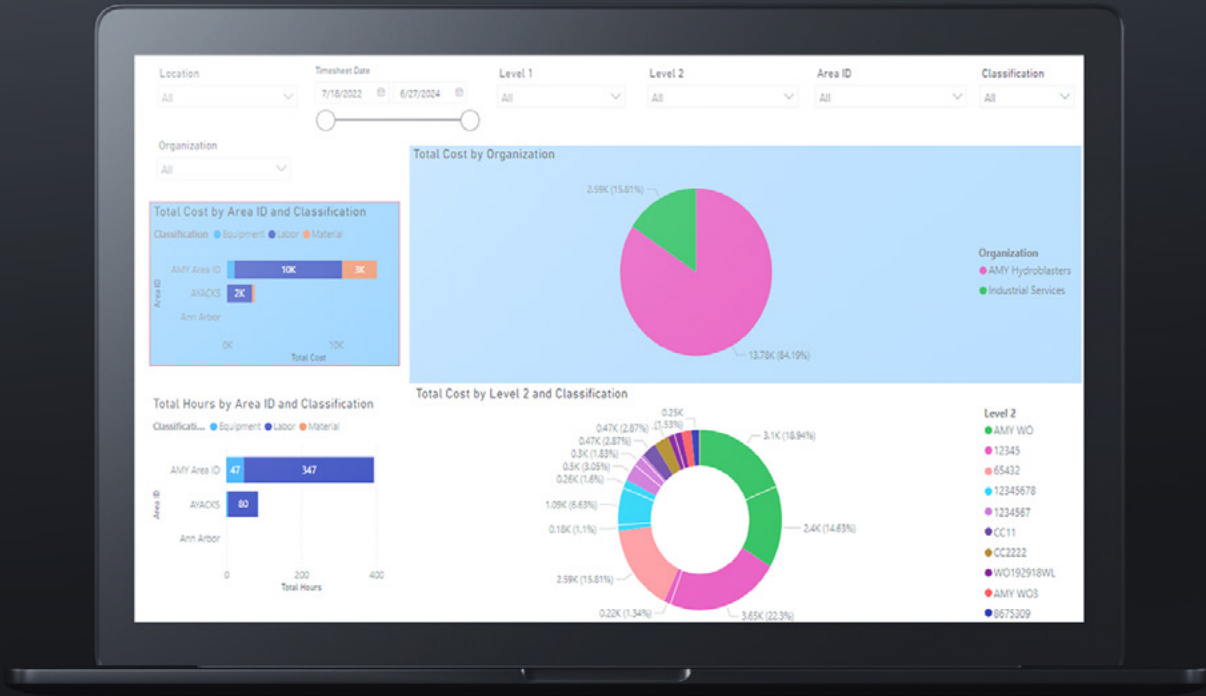 Location
Timesheet Date
Level 1
Level 2
Area ID
Classification
All
7/18/2022
6/27/2024
All
All
All
All
Organization
All
Total Cost by Organization
2.59K (15.81%)
13.78K (84.19%)
Organization
AMY Hydroblasters
Industrial Services
Total Cost by Area ID and Classification
Classification Equipment Labor Material
Area ID
AMY Area ID 10K 3K
AYACKS 2K
Ann Arbor
0K 10K
Total Cost
Total Hours by Area ID and Classification
Classificati... Equipment Labor Material
Area ID
AMY Area ID 47 347
AYACKS 80
Ann Arbor
0 200 400
Total Hours
Total Cost by Level 2 and Classification
0.25K
(1.53%)
0.47K (2.87%)
0.47K (2.87%)
0.3K (1.83%)
0.5K (3.05%)
0.26K (1.6%)
1.09K (6.63%)
0.18K (1.1%)
2.59K (15.81%)
0.22K (1.34%)
3.65K (22.3%)
2.4K (14.63%)
3.1K (18.94%)
Level 2
AMY WO
12345
65432
12345678
1234567
CC11
CC2222
WO192918WL
AMY WO3
8675309